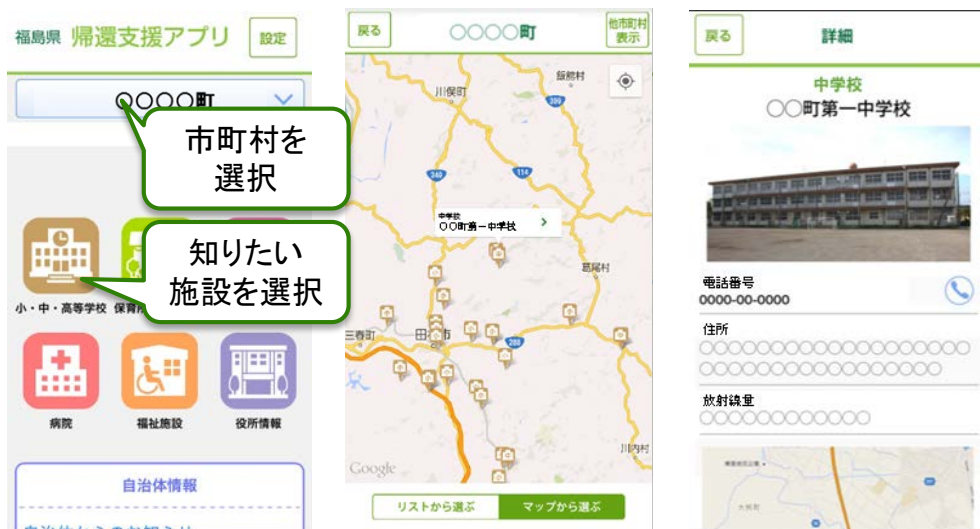 福島県 帰還支援アプリ
設定
○○○○町
市町村を
選択
知りたい
施設を選択
小・中・高等学校
保育所
病院
福祉施設
役所情報
自治体情報
戻る
○○○○町
他市町村
表示
飯舘村
川俣町
399
349
114
中学校
○○町第一中学校
葛尾村
三春町
田
市
288
川内村
Google
リストから選ぶ
マップから選ぶ
戻る
詳細
中学校
○○町第一中学校
電話番号
0000-00-0000
住所
○○○○○○○○○○○○○○○○○○○
○○○○○○○○○○○○○○○○○
放射線量
○○○○○○○○○○○○